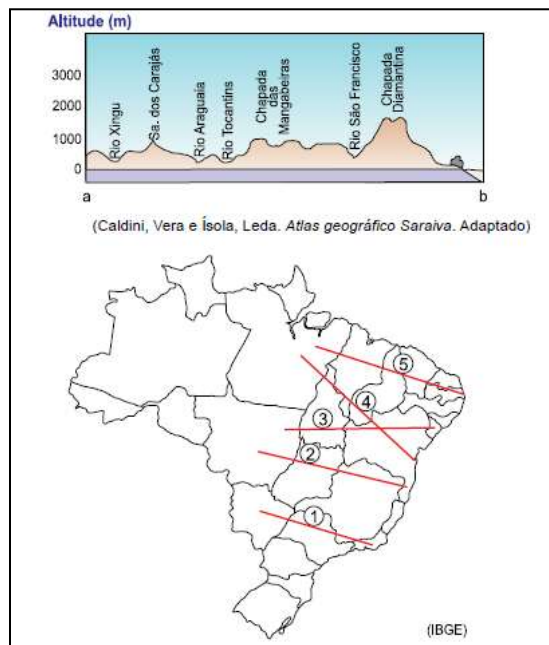 Altitude (m)
3000
2000
1000
0
Rio Xingu
Sa. dos Carajás
Rio Araguaia
Rio Tocantins
Chapada
das
Mangabeiras
Rio São Francisco
Chapada
Diamantina
a
b
(Caldini, Vera e Ísola, Leda. Atlas geográfico Saraiva. Adaptado)
5
4
3
2
1
(IBGE)